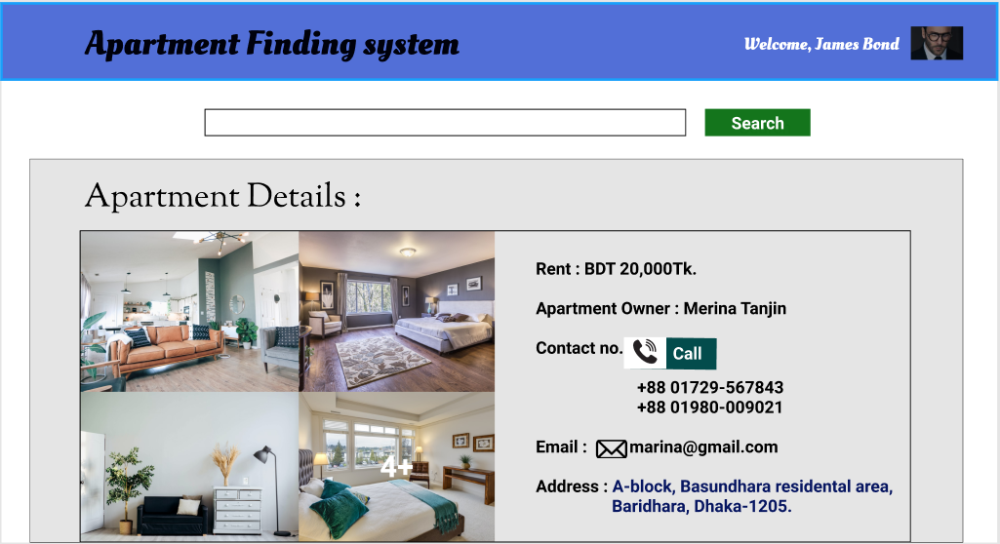 Apartment Finding system
Welcome, James Bond
Search
Apartment Details :
Rent : BDT 20,000Tk.
Apartment Owner : Merina Tanjin
Contact no. Call
+88 01729-567843
+88 01980-009021
Email : marina@gmail.com
Address : A-block, Basundhara residental area,
Baridhara, Dhaka-1205.
4+